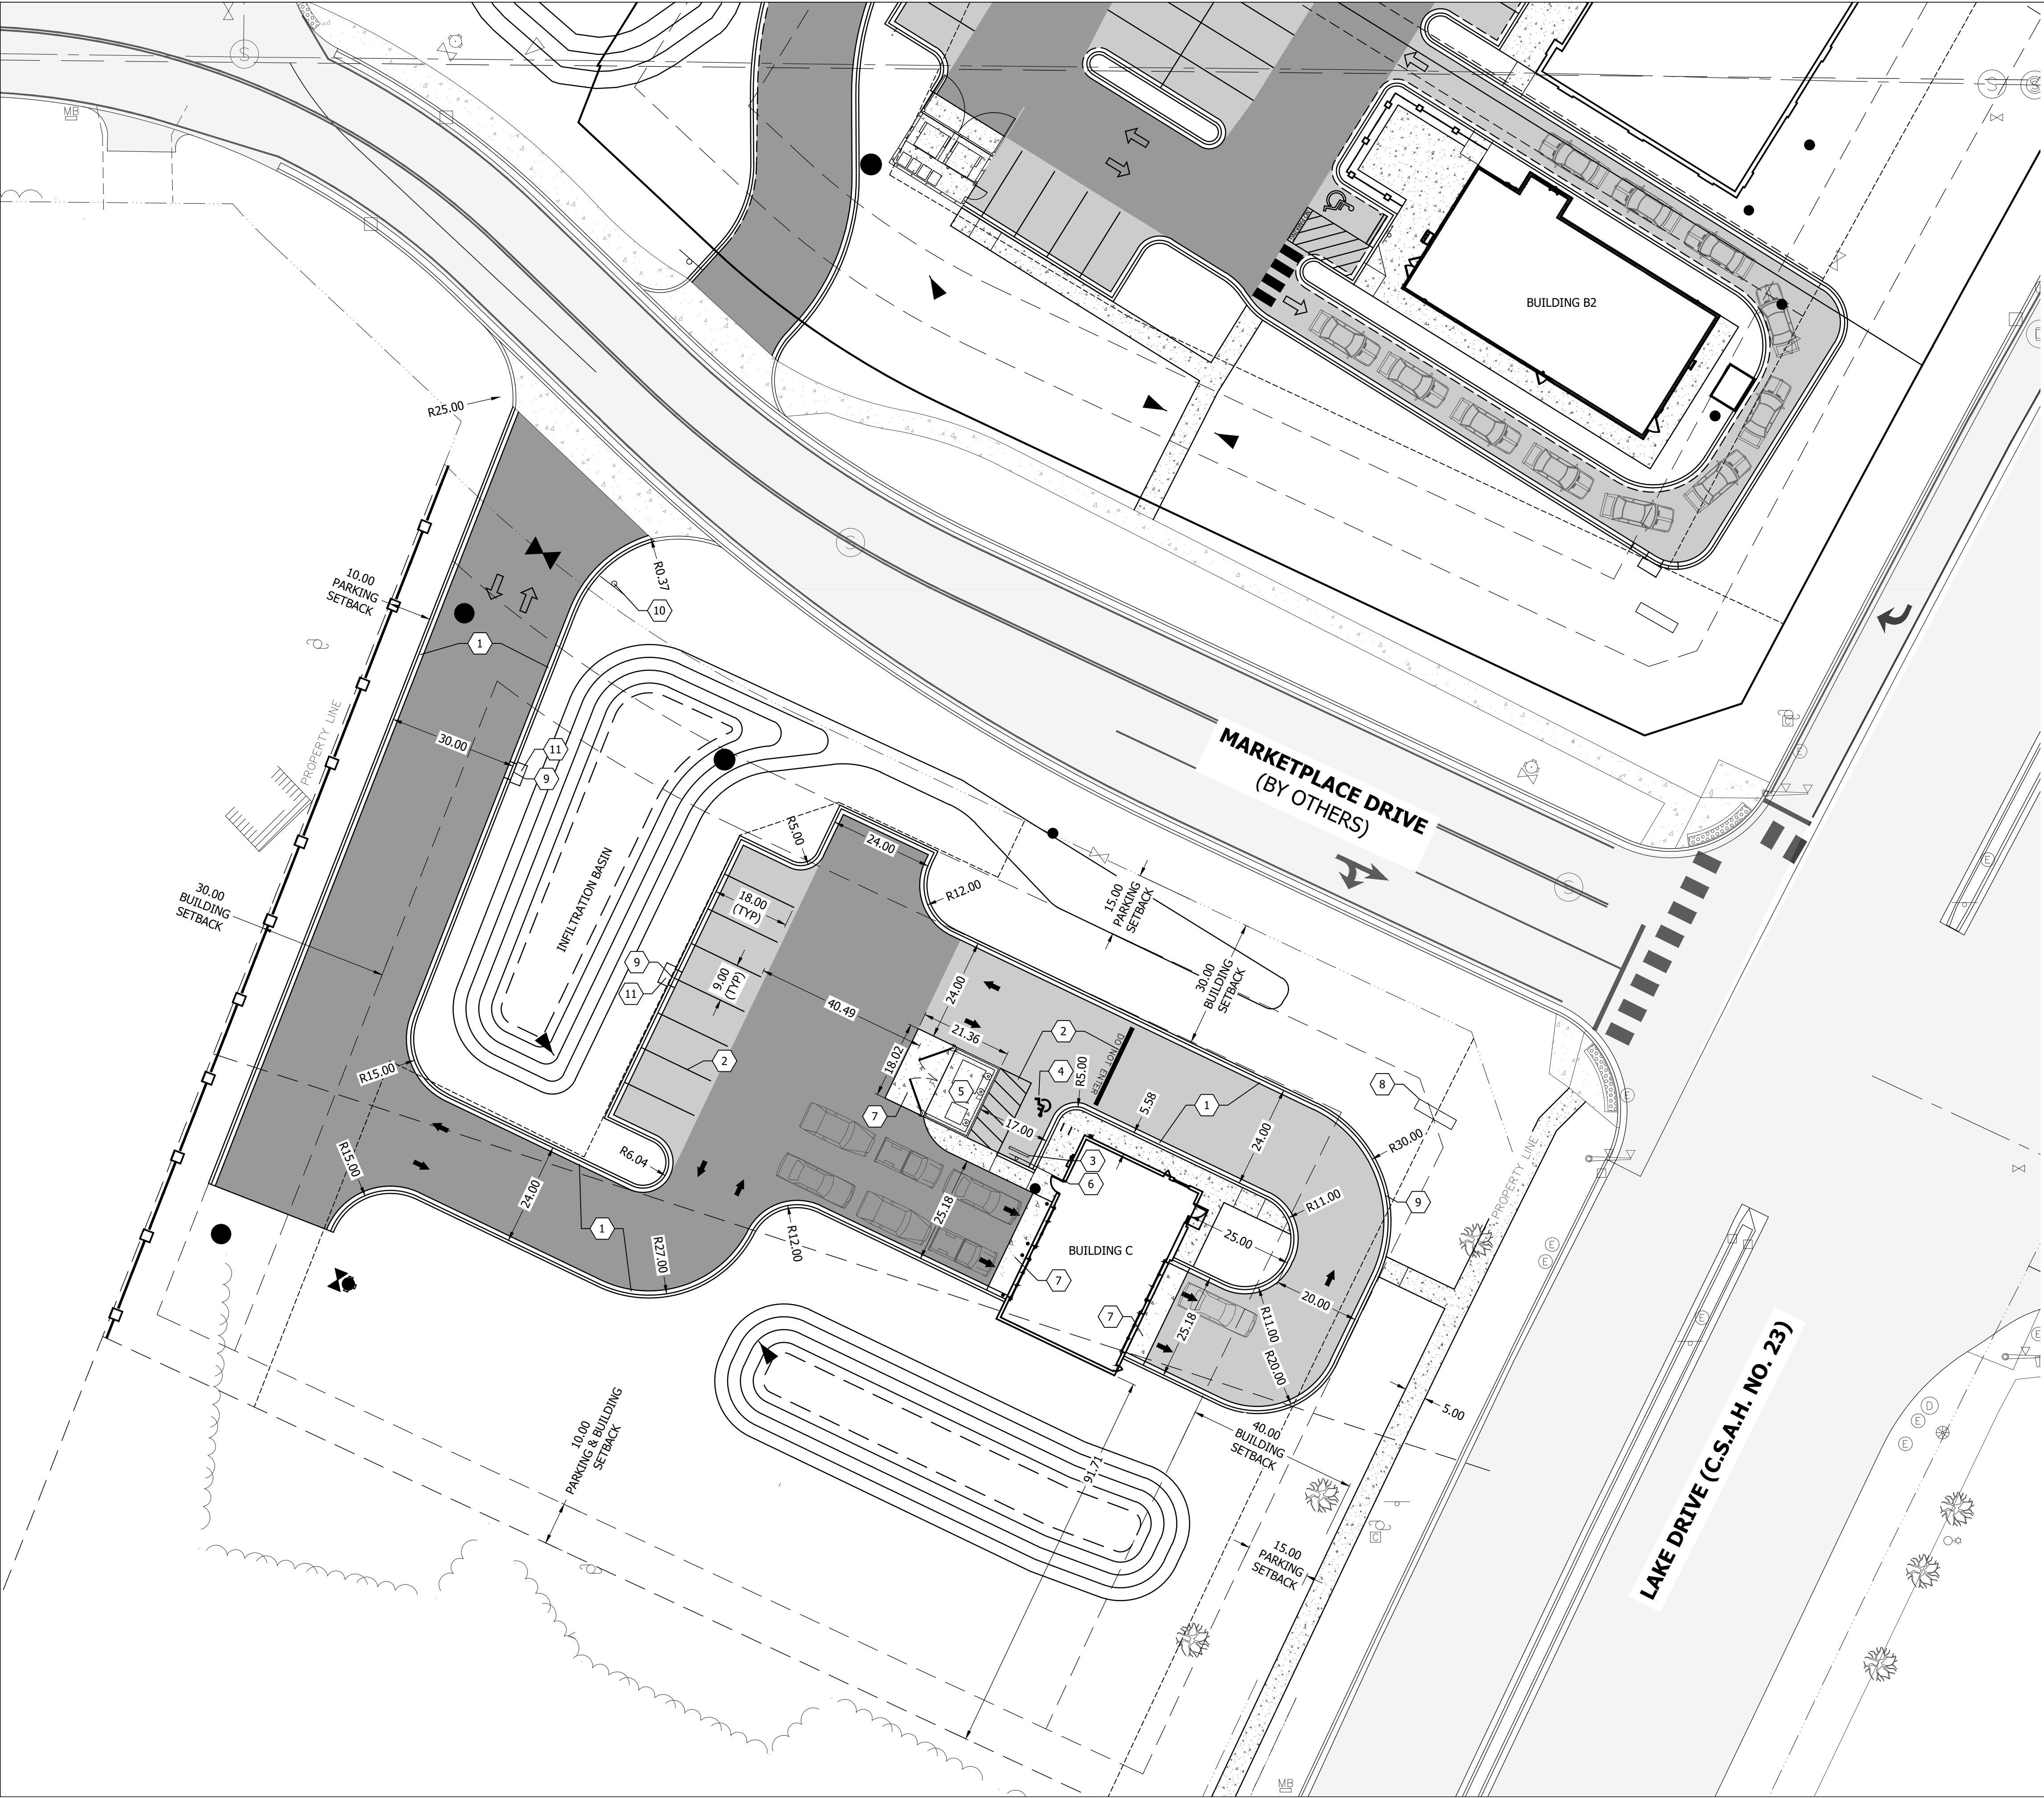 S
MB
S
S
BUILDING B2
E
R25.00
S
10.00
PARKING
SETBACK
R0.37
10
1
PROPERTY LINE
30.00
11
9
C
E
MARKETPLACE DRIVE
(BY OTHERS)
INFILTRATION BASIN
R5.00
24.00
R12.00
18.00
(TYP)
15.00
PARKING
SETBACK
S
E
30.00
BUILDING
SETBACK
9
11
9.00
(TYP)
40.49
24.00
30.00
BUILDING
SETBACK
21.36
2
DO NOT ENTER
18.02
2
4
R5.00
5
7
17.00
5.58
1
8
E
R15.00
24.00
R30.00
PROPERTY LINE
R15.00
R6.04
3
6
9
R11.00
24.00
1
25.18
25.00
BUILDING C
R27.00
R12.00
7
7
25.18
20.00
R11.00
R20.00
E
E
E
E
LAKE DRIVE (C.S.A.H. NO. 23)
5.00
D
E
E
40.00
BUILDING
SETBACK
10.00
PARKING & BUILDING
SETBACK
91.71
C
15.00
PARKING
SETBACK
MB